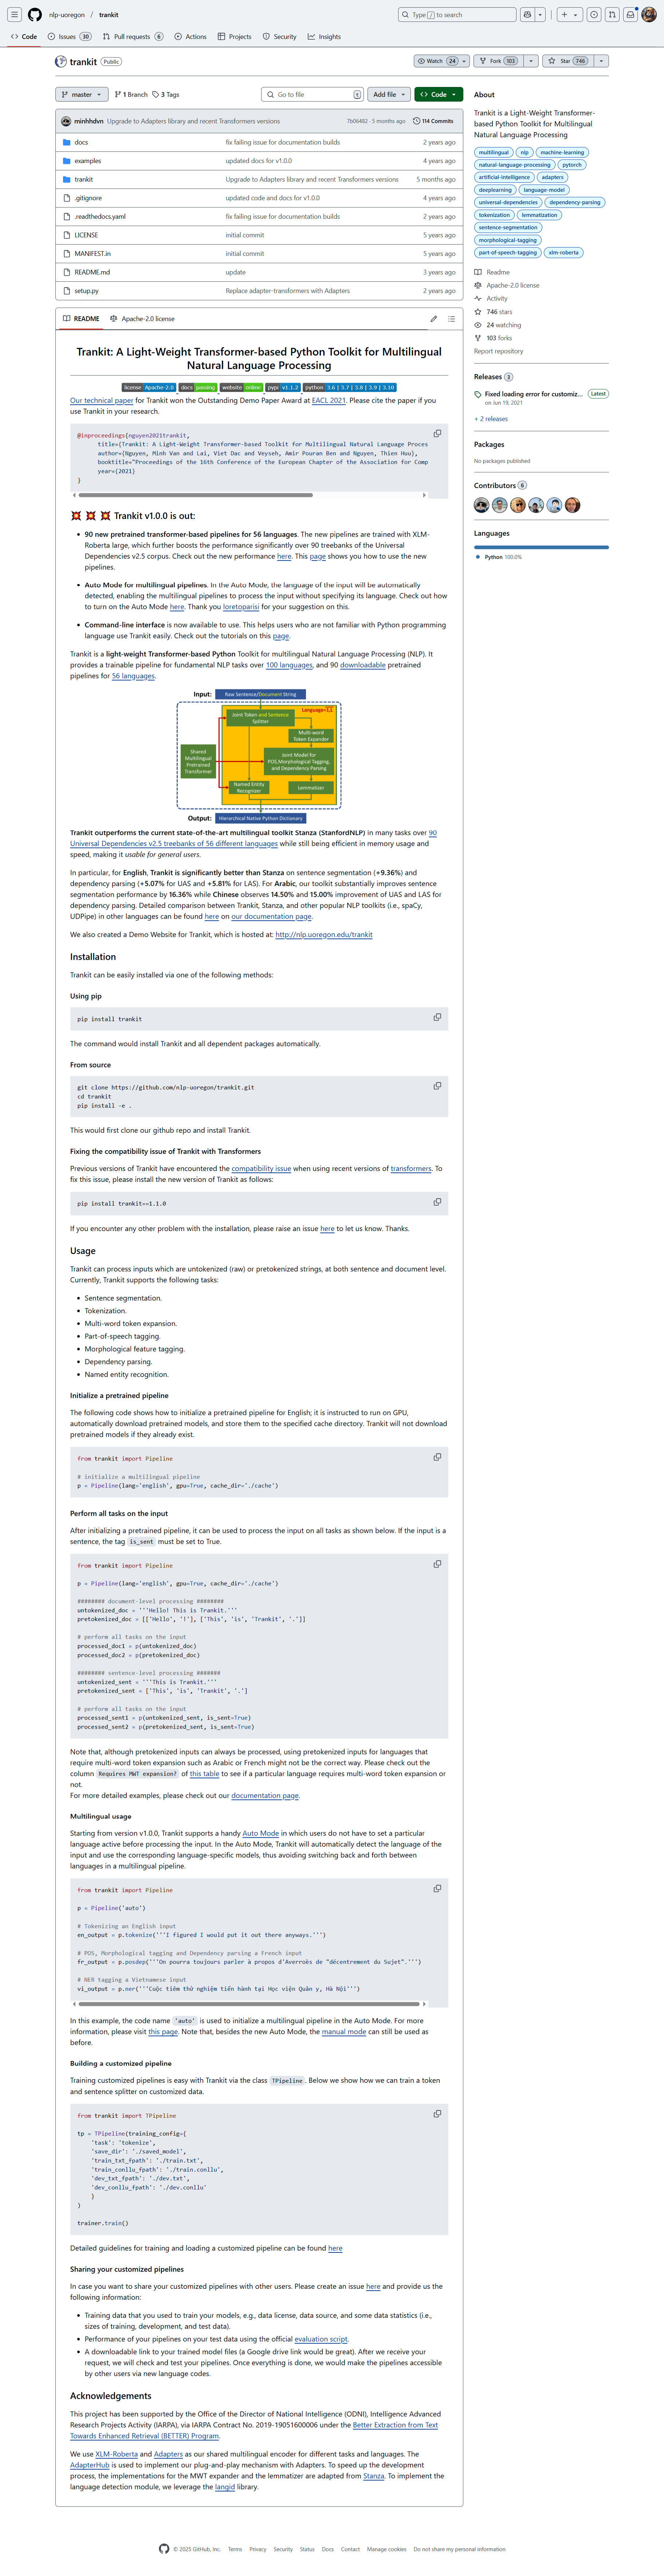 nlp-uoregon / trankit
Type / to search
Code
Issues 30
Pull requests 6
Actions
Projects
Security
Insights
trankit Public
Watch 24
Fork 103
Star 746
master
1 Branch
3 Tags
Go to file t
Add file
Code
minhhdvn Upgrade to Adapters library and recent Transformers versions 7b06482 · 5 months ago 114 Commits
docs fix failing issue for documentation builds 2 years ago
examples updated docs for v1.0.0 4 years ago
trankit Upgrade to Adapters library and recent Transformers versions 5 months ago
.gitignore updated code and docs for v1.0.0 4 years ago
.readthedocs.yaml fix failing issue for documentation builds 2 years ago
LICENSE initial commit 5 years ago
MANIFEST.in initial commit 5 years ago
README.md update 3 years ago
setup.py Replace adapter-transformers with Adapters 2 years ago
README
Apache-2.0 license
Trankit: A Light-Weight Transformer-based Python Toolkit for Multilingual
Natural Language Processing
license Apache-2.0 docs passing website online pypi v1.1.2 python 3.6 | 3.7 | 3.8 | 3.9 | 3.10
Our technical paper for Trankit won the Outstanding Demo Paper Award at EACL 2021. Please cite the paper if you
use Trankit in your research.
@inproceedings{nguyen2021trankit,
title={Trankit: A Light-Weight Transformer-based Toolkit for Multilingual Natural Language Proces
author={Nguyen, Minh Van and Lai, Viet Dac and Veyseh, Amir Pouran Ben and Nguyen, Thien Huu},
booktitle="Proceedings of the 16th Conference of the European Chapter of the Association for Comp
year={2021}
}
💥 💥 💥 Trankit v1.0.0 is out:
• 90 new pretrained transformer-based pipelines for 56 languages. The new pipelines are trained with XLM-
Roberta large, which further boosts the performance significantly over 90 treebanks of the Universal
Dependencies v2.5 corpus. Check out the new performance here. This page shows you how to use the new
pipelines.
• Auto Mode for multilingual pipelines. In the Auto Mode, the language of the input will be automatically
detected, enabling the multilingual pipelines to process the input without specifying its language. Check out how
to turn on the Auto Mode here. Thank you loretoparisi for your suggestion on this.
• Command-line interface is now available to use. This helps users who are not familiar with Python programming
language use Trankit easily. Check out the tutorials on this page.
Trankit is a light-weight Transformer-based Python Toolkit for multilingual Natural Language Processing (NLP). It
provides a trainable pipeline for fundamental NLP tasks over 100 languages, and 90 downloadable pretrained
pipelines for 56 languages.
Input: Raw Sentence/Document String
Language=L1
Joint Token and Sentence
Splitter
Multi-word
Token Expander
Shared
Multilingual
Pretrained
Transformer
Joint Model for
POS,Morphological Tagging,
and Dependency Parsing
Named Entity
Recognizer
Lemmatizer
Output: Hierarchical Native Python Dictionary
Trankit outperforms the current state-of-the-art multilingual toolkit Stanza (StanfordNLP) in many tasks over 90
Universal Dependencies v2.5 treebanks of 56 different languages while still being efficient in memory usage and
speed, making it usable for general users.
In particular, for English, Trankit is significantly better than Stanza on sentence segmentation (+9.36%) and
dependency parsing (+5.07% for UAS and +5.81% for LAS). For Arabic, our toolkit substantially improves sentence
segmentation performance by 16.36% while Chinese observes 14.50% and 15.00% improvement of UAS and LAS for
dependency parsing. Detailed comparison between Trankit, Stanza, and other popular NLP toolkits (i.e., spaCy,
UDPipe) in other languages can be found here on our documentation page.
We also created a Demo Website for Trankit, which is hosted at: http://nlp.uoregon.edu/trankit
Installation
Trankit can be easily installed via one of the following methods:
Using pip
pip install trankit
The command would install Trankit and all dependent packages automatically.
From source
git clone https://github.com/nlp-uoregon/trankit.git
cd trankit
pip install -e .
This would first clone our github repo and install Trankit.
Fixing the compatibility issue of Trankit with Transformers
Previous versions of Trankit have encountered the compatibility issue when using recent versions of transformers. To
fix this issue, please install the new version of Trankit as follows:
pip install trankit==1.1.0
If you encounter any other problem with the installation, please raise an issue here to let us know. Thanks.
Usage
Trankit can process inputs which are untokenized (raw) or pretokenized strings, at both sentence and document level.
Currently, Trankit supports the following tasks:
• Sentence segmentation.
• Tokenization.
• Multi-word token expansion.
• Part-of-speech tagging.
• Morphological feature tagging.
• Dependency parsing.
• Named entity recognition.
Initialize a pretrained pipeline
The following code shows how to initialize a pretrained pipeline for English; it is instructed to run on GPU,
automatically download pretrained models, and store them to the specified cache directory. Trankit will not download
pretrained models if they already exist.
from trankit import Pipeline
# initialize a multilingual pipeline
p = Pipeline(lang='english', gpu=True, cache_dir='./cache')
Perform all tasks on the input
After initializing a pretrained pipeline, it can be used to process the input on all tasks as shown below. If the input is a
sentence, the tag is_sent must be set to True.
from trankit import Pipeline
p = Pipeline(lang='english', gpu=True, cache_dir='./cache')
######## document-level processing ########
untokenized_doc = '''Hello! This is Trankit.'''
pretokenized_doc = [['Hello', '!'], ['This', 'is', 'Trankit', '.']]
# perform all tasks on the input
processed_doc1 = p(untokenized_doc)
processed_doc2 = p(pretokenized_doc)
######## sentence-level processing #######
untokenized_sent = '''This is Trankit.'''
pretokenized_sent = ['This', 'is', 'Trankit', '.']
# perform all tasks on the input
processed_sent1 = p(untokenized_sent, is_sent=True)
processed_sent2 = p(pretokenized_sent, is_sent=True)
Note that, although pretokenized inputs can always be processed, using pretokenized inputs for languages that
require multi-word token expansion such as Arabic or French might not be the correct way. Please check out the
column Requires MWT expansion? of this table to see if a particular language requires multi-word token expansion or
not.
For more detailed examples, please check out our documentation page.
Multilingual usage
Starting from version v1.0.0, Trankit supports a handy Auto Mode in which users do not have to set a particular
language active before processing the input. In the Auto Mode, Trankit will automatically detect the language of the
input and use the corresponding language-specific models, thus avoiding switching back and forth between
languages in a multilingual pipeline.
from trankit import Pipeline
p = Pipeline('auto')
# Tokenizing an English input
en_output = p.tokenize('''I figured I would put it out there anyways.''')
# POS, Morphological tagging and Dependency parsing a French input
fr_output = p.posdep('''On pourra toujours parler à propos d'Averroès de "décentrement du Sujet".''')
# NER tagging a Vietnamese input
vi_output = p.ner('''Cuộc tiêm thử nghiệm tiến hành tại Học viện Quân y, Hà Nội''')
In this example, the code name 'auto' is used to initialize a multilingual pipeline in the Auto Mode. For more
information, please visit this page. Note that, besides the new Auto Mode, the manual mode can still be used as
before.
Building a customized pipeline
Training customized pipelines is easy with Trankit via the class TPipeline. Below we show how we can train a token
and sentence splitter on customized data.
from trankit import TPipeline
tp = TPipeline(training_config={
'task': 'tokenize',
'save_dir': './saved_model',
'train_txt_fpath': './train.txt',
'train_conllu_fpath': './train.conllu',
'dev_txt_fpath': './dev.txt',
'dev_conllu_fpath': './dev.conllu'
}
)
trainer.train()
Detailed guidelines for training and loading a customized pipeline can be found here
Sharing your customized pipelines
In case you want to share your customized pipelines with other users. Please create an issue here and provide us the
following information:
• Training data that you used to train your models, e.g., data license, data source, and some data statistics (i.e.,
sizes of training, development, and test data).
• Performance of your pipelines on your test data using the official evaluation script.
• A downloadable link to your trained model files (a Google drive link would be great). After we receive your
request, we will check and test your pipelines. Once everything is done, we would make the pipelines accessible
by other users via new language codes.
Acknowledgements
This project has been supported by the Office of the Director of National Intelligence (ODNI), Intelligence Advanced
Research Projects Activity (IARPA), via IARPA Contract No. 2019-19051600006 under the Better Extraction from Text
Towards Enhanced Retrieval (BETTER) Program.
We use XLM-Roberta and Adapters as our shared multilingual encoder for different tasks and languages. The
AdapterHub is used to implement our plug-and-play mechanism with Adapters. To speed up the development
process, the implementations for the MWT expander and the lemmatizer are adapted from Stanza. To implement the
language detection module, we leverage the langid library.
About
Trankit is a Light-Weight Transformer-
based Python Toolkit for Multilingual
Natural Language Processing
multilingual nlp machine-learning
natural-language-processing pytorch
artificial-intelligence adapters
deeplearning language-model
universal-dependencies dependency-parsing
tokenization lemmatization
sentence-segmentation
morphological-tagging
part-of-speech-tagging xlm-roberta
Readme
Apache-2.0 license
Activity
746 stars
24 watching
103 forks
Report repository
Releases 3
Fixed loading error for customiz... Latest
on Jun 19, 2021
+ 2 releases
Packages
No packages published
Contributors 6
Languages
Python 100.0%
© 2025 GitHub, Inc. Terms Privacy Security Status Docs Contact Manage cookies Do not share my personal information